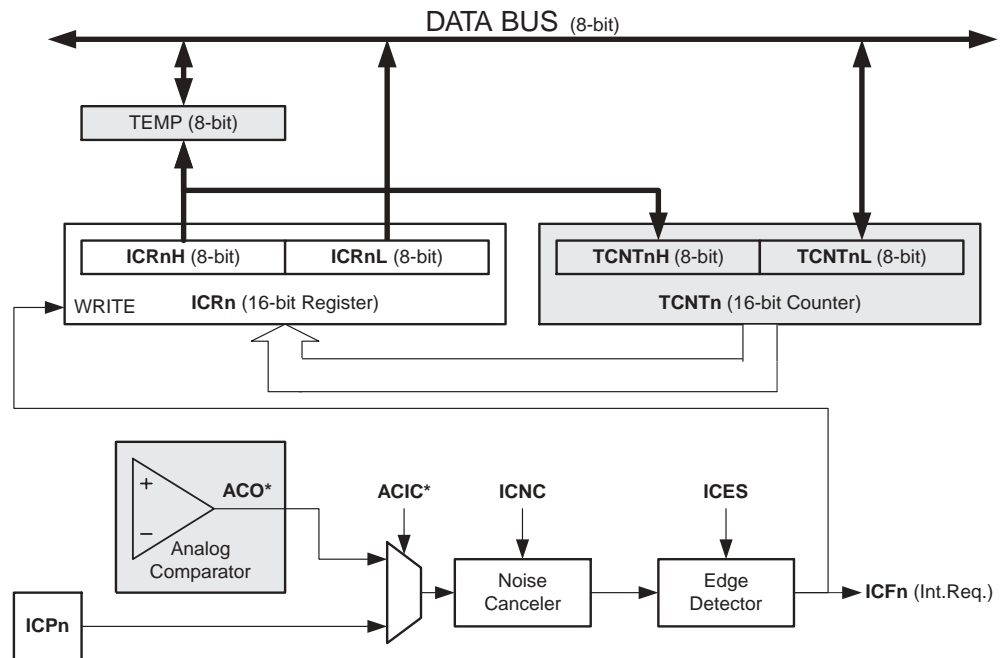 DATA BUS (8-bit)
TEMP (8-bit)
ICRnH (8-bit)
ICRnL (8-bit)
TCNTnH (8-bit)
TCNTnL (8-bit)
WRITE
ICRn (16-bit Register)
TCNTn (16-bit Counter)
+
−
ACO*
Analog
Comparator
ACIC*
ICNC
ICES
Noise
Canceler
Edge
Detector
ICFn (Int.Req.)
ICPn